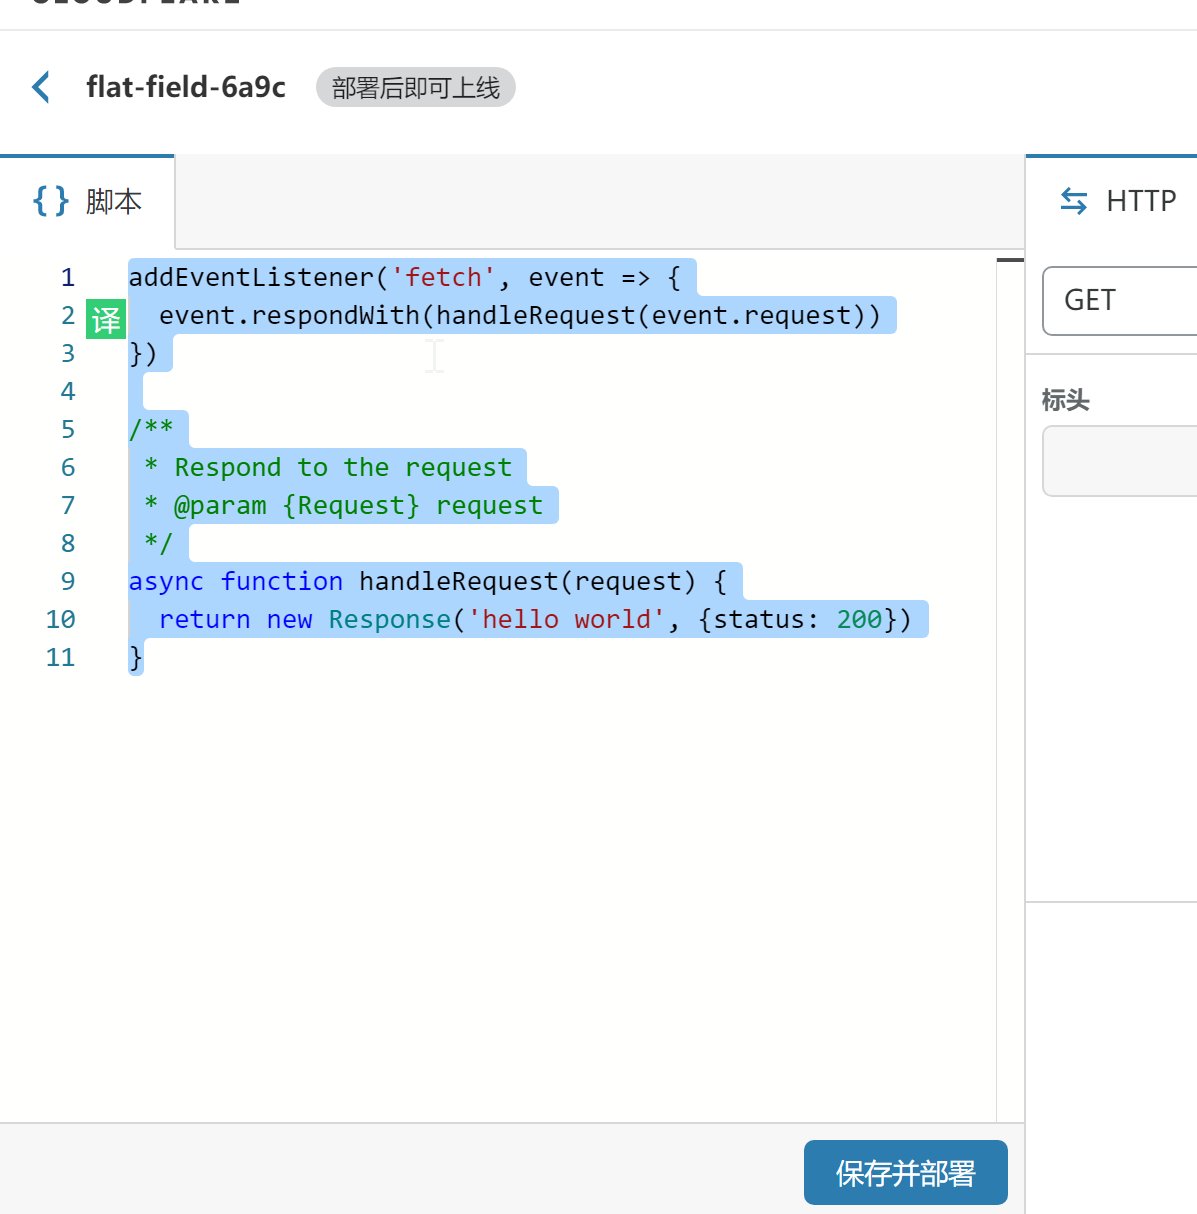 CLOUDFLARE
flat-field-6a9c 部署后即可上线
{} 脚本
HTTP
1 addEventListener('fetch', event => {
2 译 event.respondWith(handleRequest(event.request))
3 })
4
5 /**
6 * Respond to the request
7 * @param {Request} request
8 */
9 async function handleRequest(request) {
10 return new Response('hello world', {status: 200})
11 }
GET
标头
保存并部署